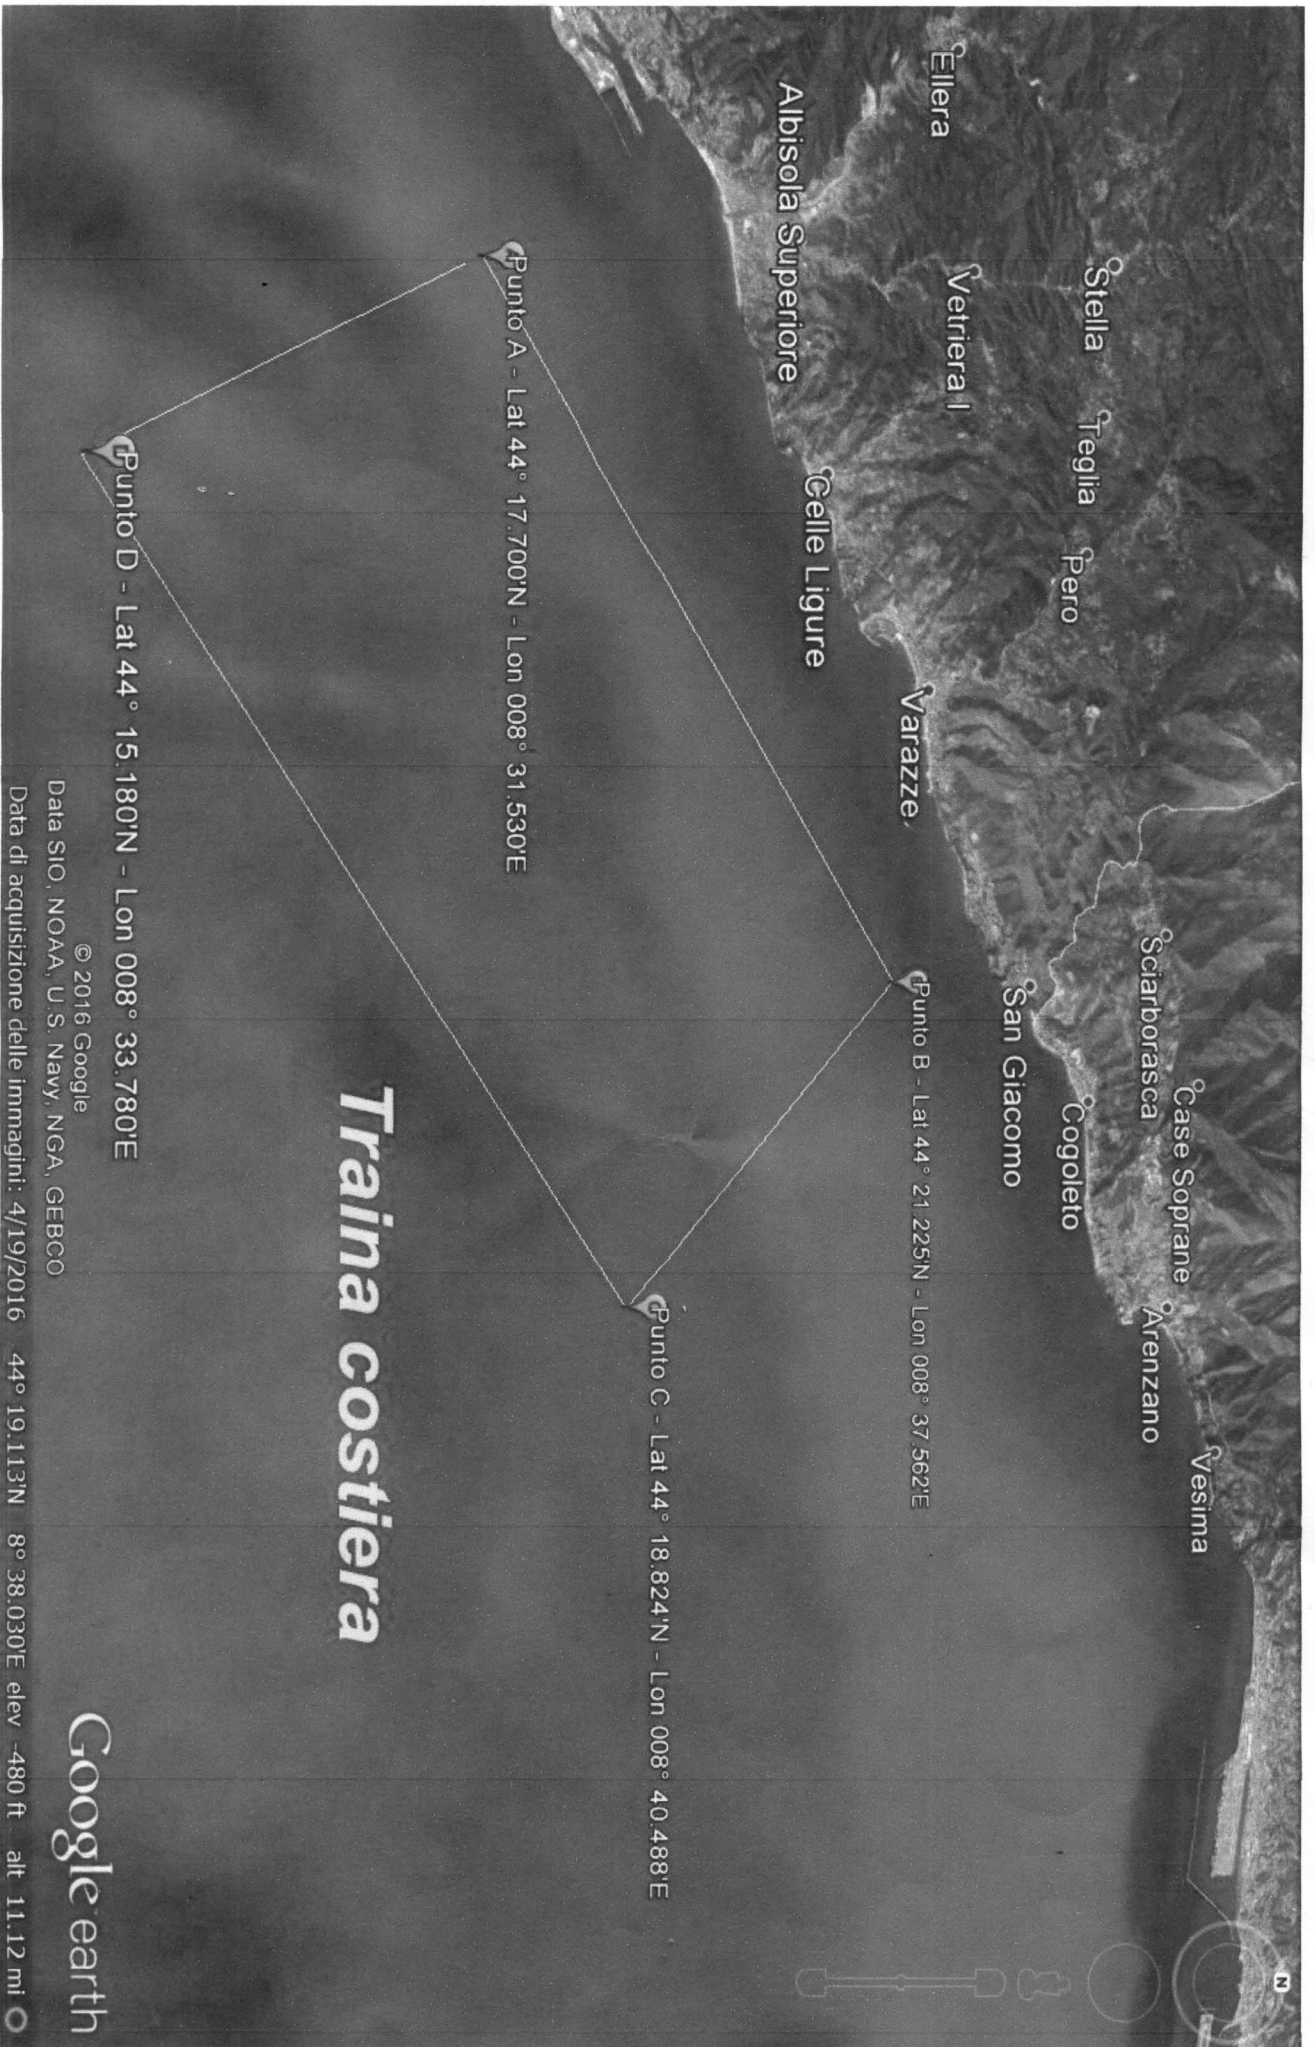 Ellera
Stella
Vetriera I
Albisola Superiore
Teglia
Pero
Celle Ligure
Varazze
Sciarborasca
Case Soprane
San Giacomo
Cogoleto
Arenzano
Vesima
N
Punto A - Lat 44° 17.700'N - Lon 008° 31.530'E
Punto B - Lat 44° 21.225'N - Lon 008° 37.562'E
Punto C - Lat 44° 18.824'N - Lon 008° 40.488'E
Punto D - Lat 44° 15.180'N - Lon 008° 33.780'E
Traina costiera
© 2016 Google
Data SIO, NOAA, U.S. Navy, NGA, GEBCO
Google earth
Data di acquisizione delle immagini: 4/19/2016 44° 19.113'N 8° 38.030'E elev -480 ft alt 11.12 mi